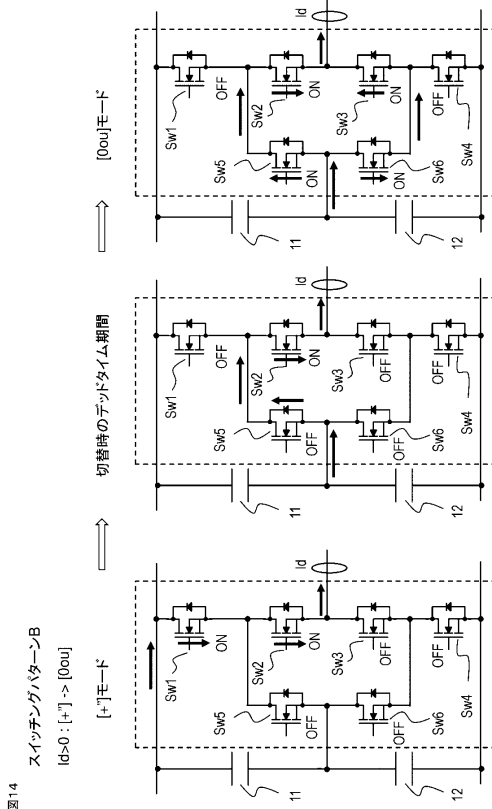 図14
スイッチングパターンB
Id>0 : [+"] -> [0ou]
[+"]モード
Sw1
ON
Sw5
OFF
Sw2
ON
Id
11
Sw3
OFF
OFF
Sw6
12
OFF
Sw4
切替時のデッドタイム期間
Sw1
OFF
Sw5
OFF
Sw2
ON
Id
11
Sw3
OFF
OFF
Sw6
12
OFF
Sw4
[0ou]モード
Sw1
OFF
Sw5
ON
Sw2
ON
Id
11
Sw3
ON
ON
Sw6
12
OFF
Sw4